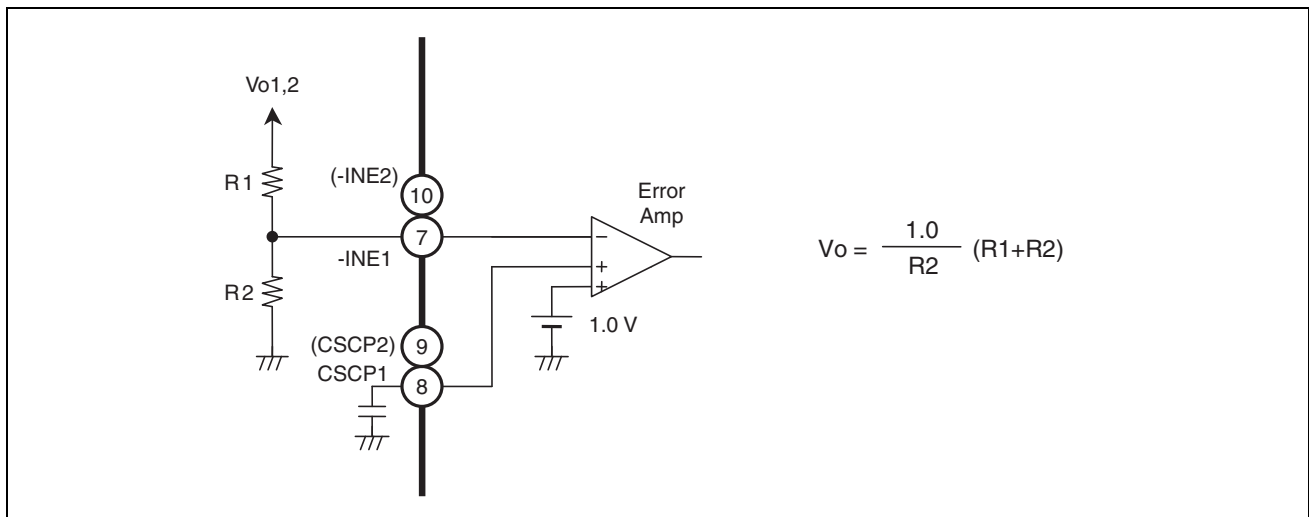 Vo1,2
R1
R2
(-INE2)
10
7
-INE1
(CSCP2)
9
CSCP1
8
Error
Amp
−
+
+
1.0 V
Vo = 1.0 / R2 (R1+R2)